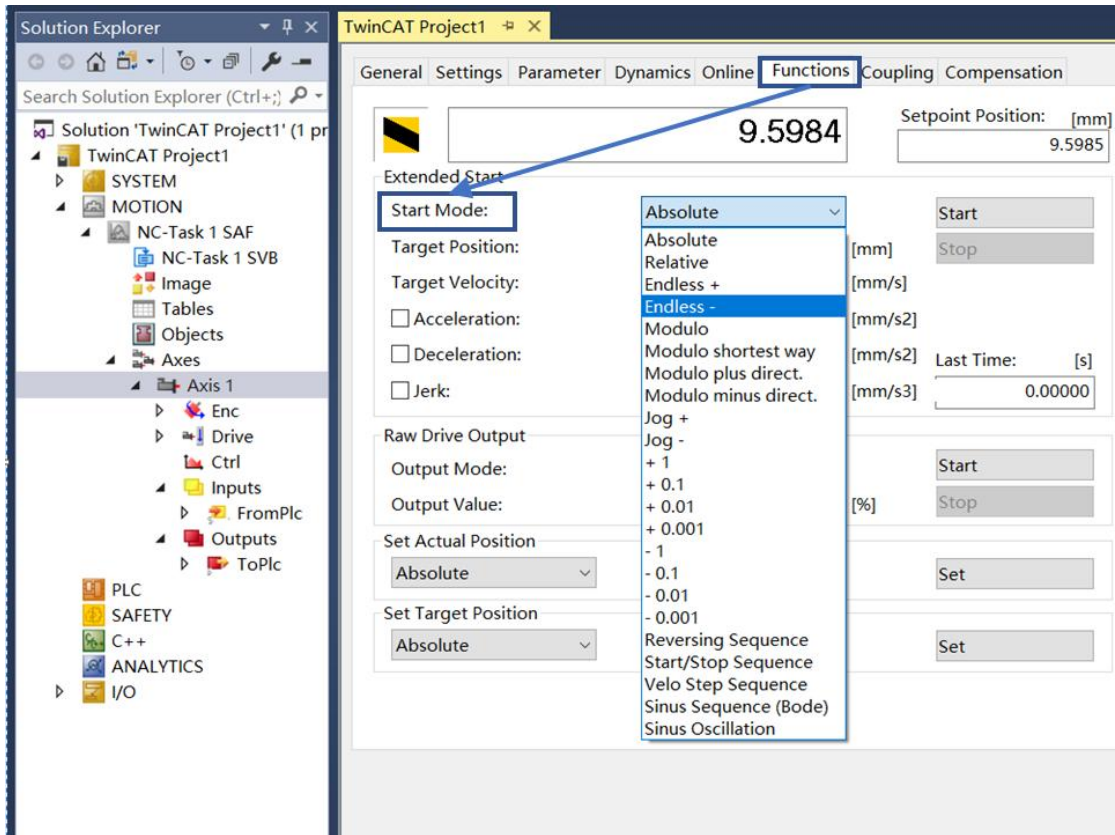 Solution Explorer
Search Solution Explorer (Ctrl+;)
Solution 'TwinCAT Project1' (1 pr
TwinCAT Project1
SYSTEM
MOTION
NC-Task 1 SAF
NC-Task 1 SVB
Image
Tables
Objects
Axes
Axis 1
Enc
Drive
Ctrl
Inputs
FromPlc
Outputs
ToPlc
PLC
SAFETY
C++
ANALYTICS
I/O
TwinCAT Project1
General Settings Parameter Dynamics Online Functions Coupling Compensation
9.5984
Setpoint Position: [mm]
9.5985
Extended Start
Start Mode: Absolute Start
Target Position: [mm] Stop
Target Velocity: [mm/s]
Acceleration: [mm/s2]
Deceleration: [mm/s2] Last Time: [s]
Jerk: [mm/s3] 0.00000
Absolute
Relative
Endless +
Endless -
Modulo
Modulo shortest way
Modulo plus direct.
Modulo minus direct.
Jog +
Jog -
+ 1
+ 0.1
+ 0.01
+ 0.001
- 1
- 0.1
- 0.01
- 0.001
Reversing Sequence
Start/Stop Sequence
Velo Step Sequence
Sinus Sequence (Bode)
Sinus Oscillation
Raw Drive Output
Output Mode: Start
Output Value: [%] Stop
Set Actual Position
Absolute Set
Set Target Position
Absolute Set